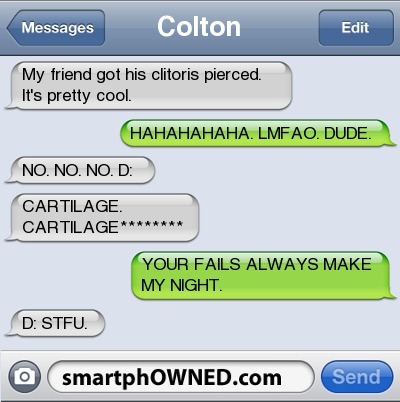 Messages
Colton
Edit
My friend got his clitoris pierced.
It's pretty cool.
HAHAHAHAHA. LMFAO. DUDE.
NO. NO. NO. D:
CARTILAGE.
CARTILAGE********
YOUR FAILS ALWAYS MAKE
MY NIGHT.
D: STFU.
smartphOWNED.com
Send